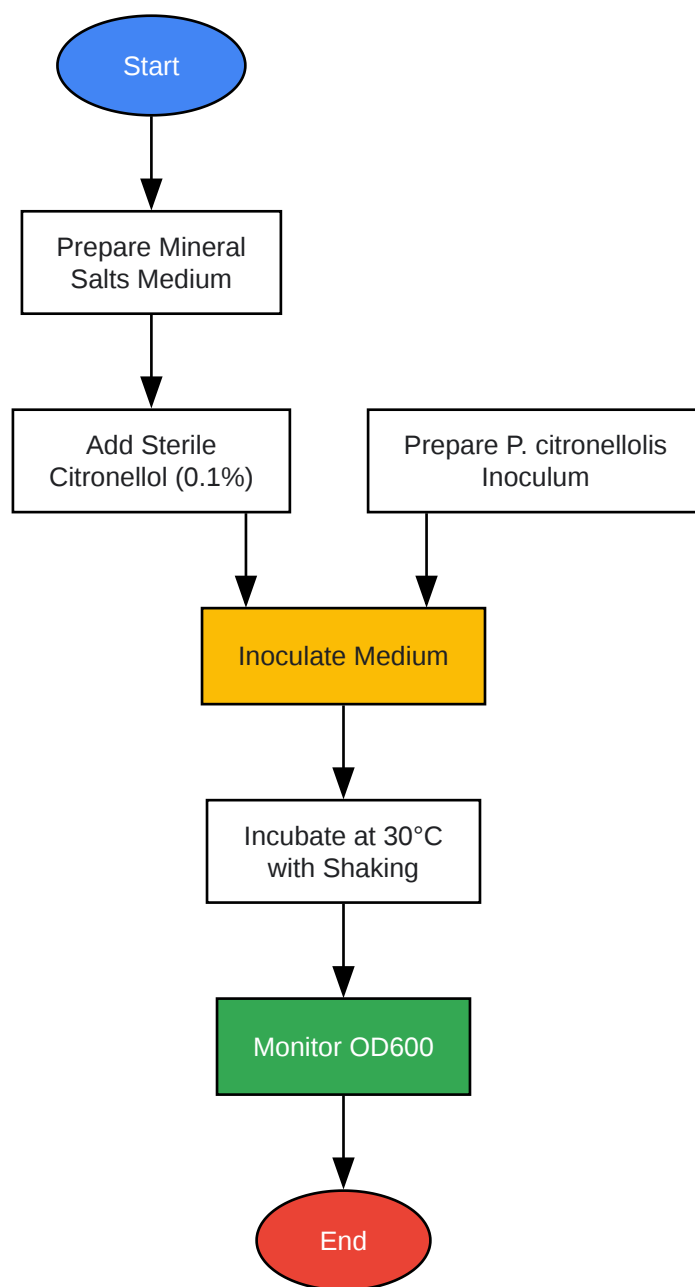 Start
Prepare Mineral
Salts Medium
Add Sterile
Citronellol (0.1%)
Prepare P. citronellolis
Inoculum
Inoculate Medium
Incubate at 30°C
with Shaking
Monitor OD600
End